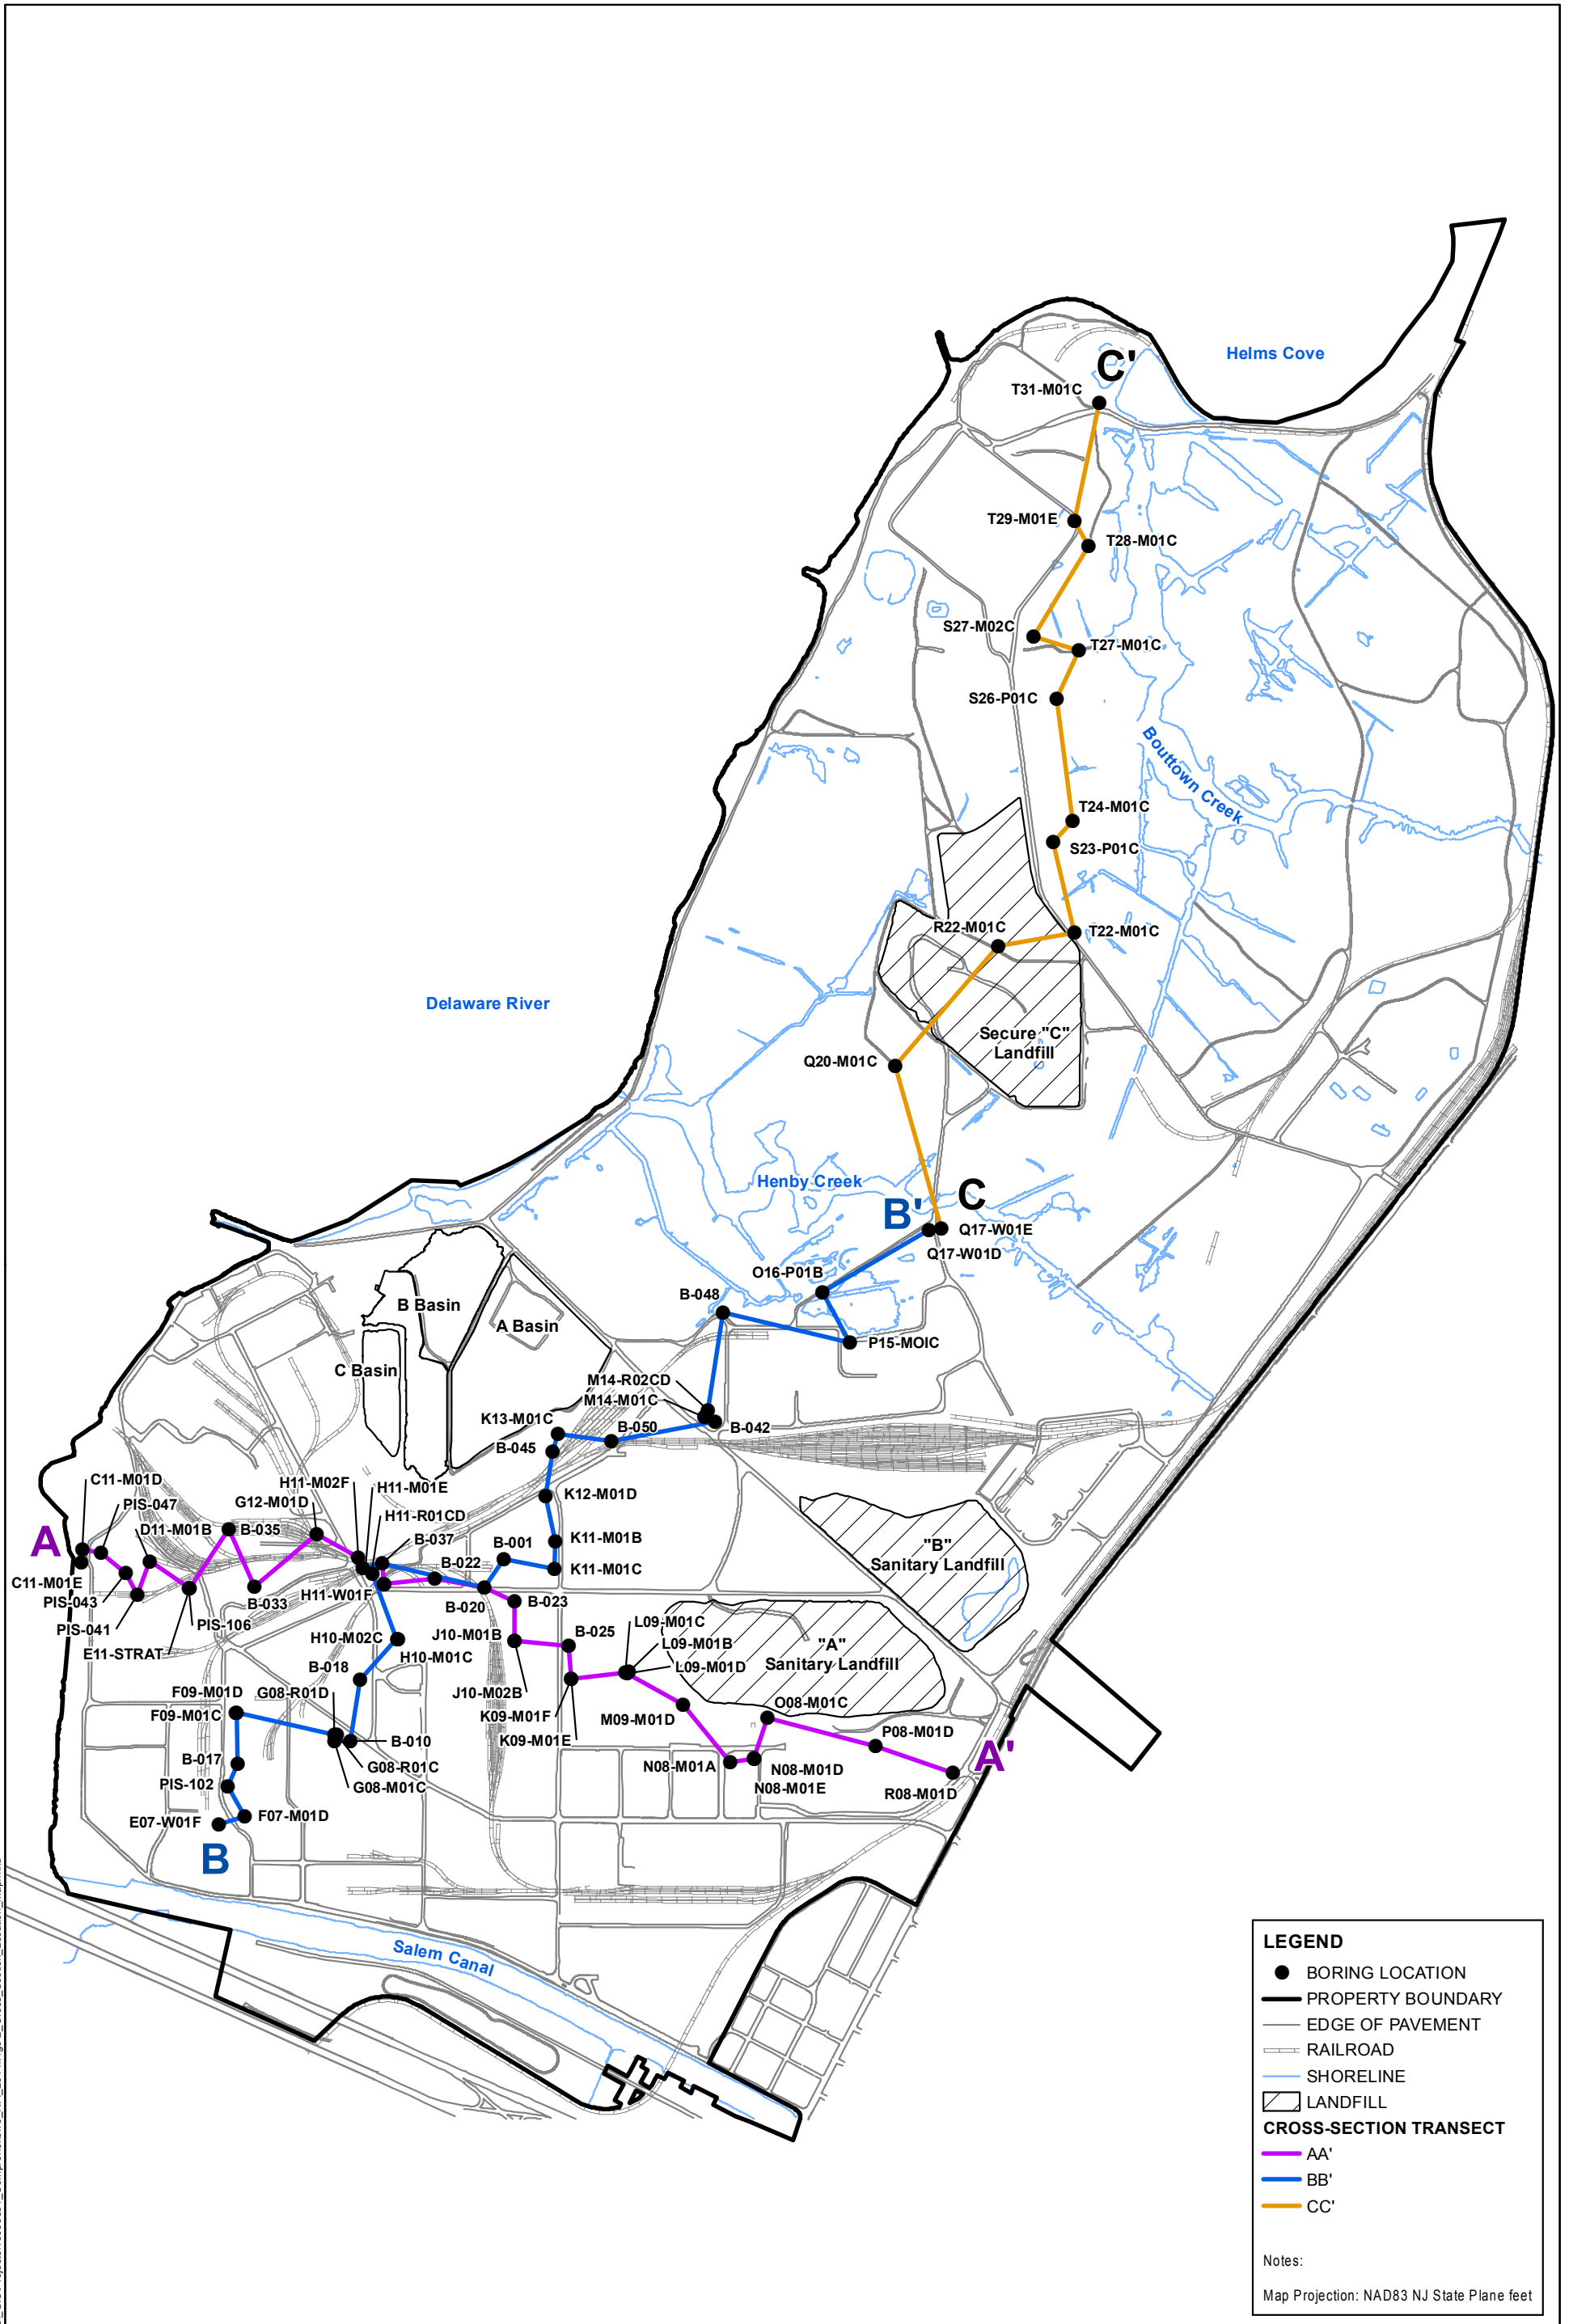 Helms Cove
C'
T31-M01C
T29-M01E
T28-M01C
S27-M02C
T27-M01C
S26-P01C
Bouttown Creek
T24-M01C
S23-P01C
R22-M01C
T22-M01C
Delaware River
Secure "C"
Landfill
Q20-M01C
Henby Creek
B'
C
Q17-W01E
Q17-W01D
O16-P01B
B-048
B Basin
A Basin
P15-MOIC
C Basin
M14-R02CD
M14-M01C
K13-M01C
B-050
B-042
B-045
C11-M01D
H11-M02F
H11-M01E
PIS-047
G12-M01D
K12-M01D
H11-R01CD
D11-M01B
B-035
B-037
A
K11-M01B
B-001
"B"
Sanitary Landfill
B-022
K11-M01C
C11-M01E
PIS-043
B-033
H11-W01F
B-020
B-023
PIS-041
PIS-106
L09-M01C
E11-STRAT
H10-M02C
J10-M01B
B-025
L09-M01B
"A"
Sanitary Landfill
H10-M01C
L09-M01D
B-018
F09-M01D
G08-R01D
J10-M02B
O08-M01C
F09-M01C
K09-M01F
M09-M01D
K09-M01E
P08-M01D
B-010
A'
B-017
G08-R01C
N08-M01A
N08-M01D
PIS-102
G08-M01C
N08-M01E
R08-M01D
E07-W01F
F07-M01D
B
Salem Canal
LEGEND
BORING LOCATION
PROPERTY BOUNDARY
EDGE OF PAVEMENT
RAILROAD
SHORELINE
LANDFILL
CROSS-SECTION TRANSECT
AA'
BB'
CC'
Notes:
Map Projection: NAD83 NJ State Plane feet